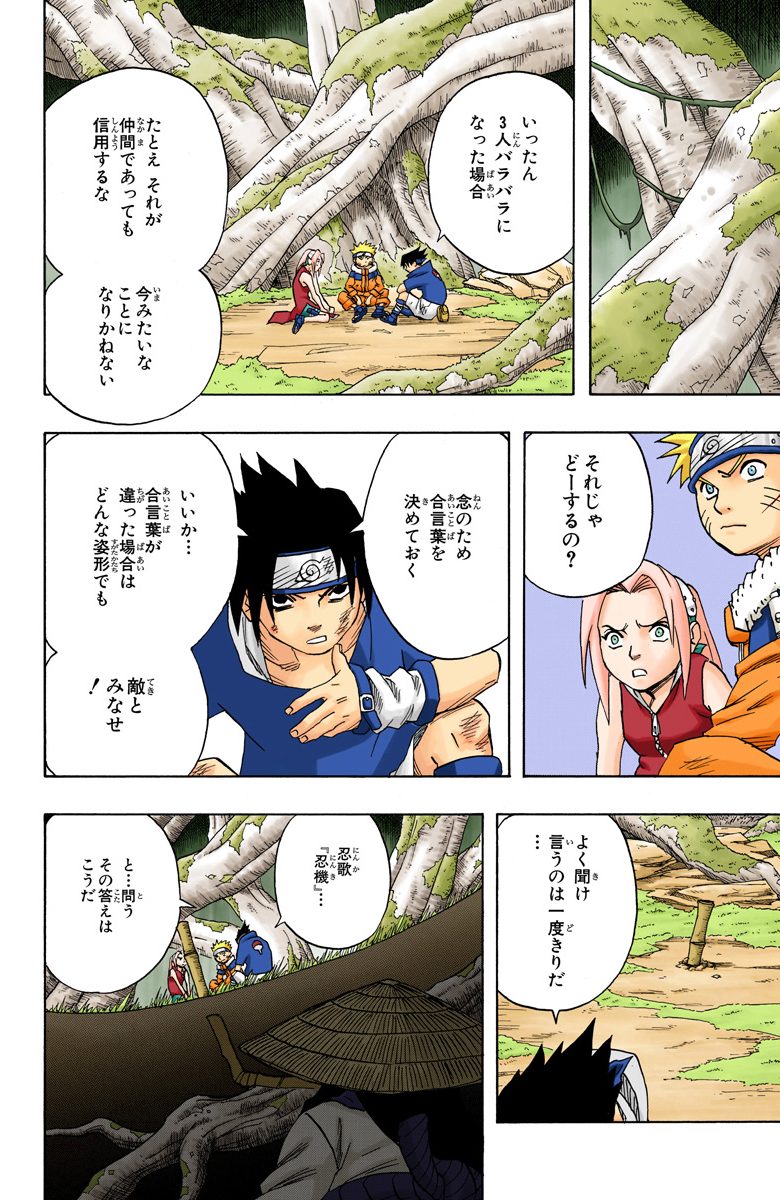 いったん
3人バラバラに
なった場合
たとえ それが
仲間であっても
信用するな
今みたいな
ことに
なりかねない
それじゃ
どーするの？
念のため
合言葉を
決めておく
いいか…
合言葉が
違った場合は
どんな姿形でも
敵と
みなせ
！
よく聞け
言うのは一度きりだ
…
忍歌
『忍機』…
と…問う
その答えは
こうだ